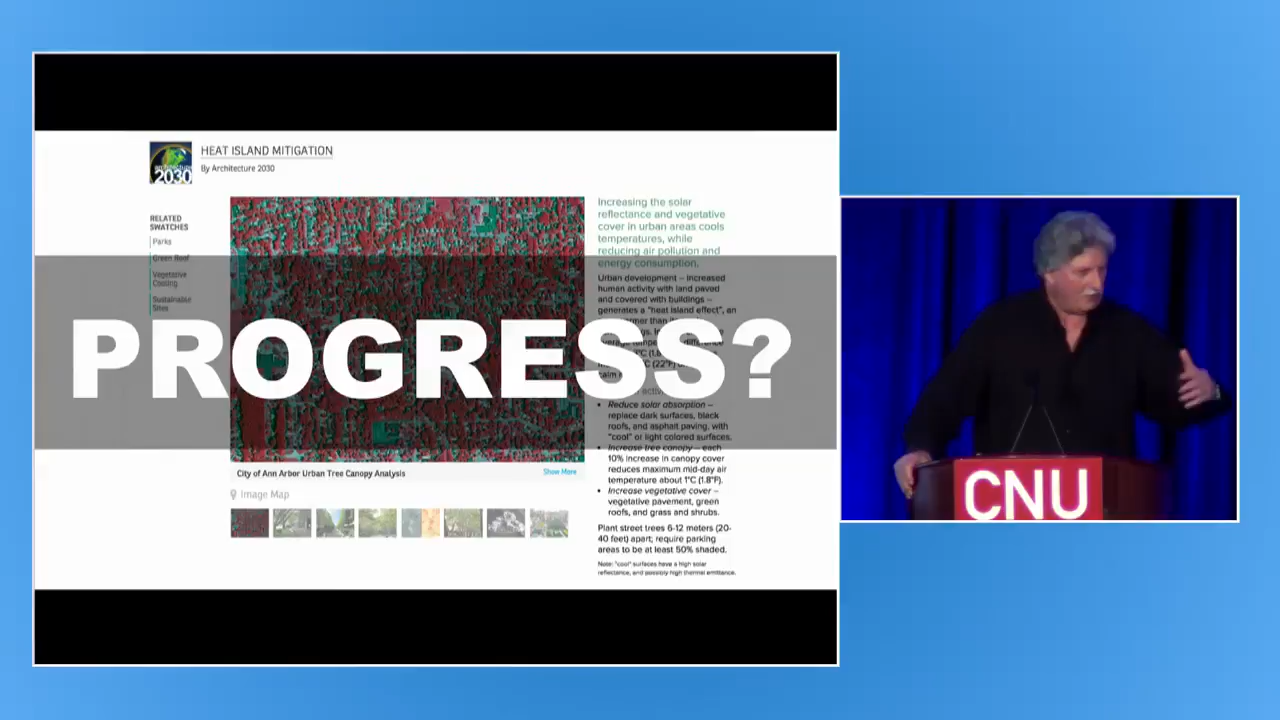 HEAT ISLAND MITIGATION
By Architecture 2030
architecture
2030
RELATED
SWATCHES
Parks
Green Roof
Vegetative
Cooling
Sustainable
Sites
Increasing the solar
reflectance and vegetative
cover in urban areas cools
temperatures, while
reducing air pollution and
energy consumption.
Urban development – increased
human activity with land paved
and covered with buildings –
generates a "heat island effect", an
PROGRESS?
Reduce solar absorption –
replace dark surfaces, black
roofs, and asphalt paving, with
"cool" or light colored surfaces.
Increase tree canopy – each
10% increase in canopy cover
reduces maximum mid-day air
temperature about 1°C (1.8°F).
Increase vegetative cover –
vegetative pavement, green
roofs, and grass and shrubs.
Plant street trees 6-12 meters (20-
40 feet) apart; require parking
areas to be at least 50% shaded.
Note: "cool" surfaces have a high solar
reflectance, and possibly high thermal emittance.
City of Ann Arbor Urban Tree Canopy Analysis
Show More
Image Map
CNU